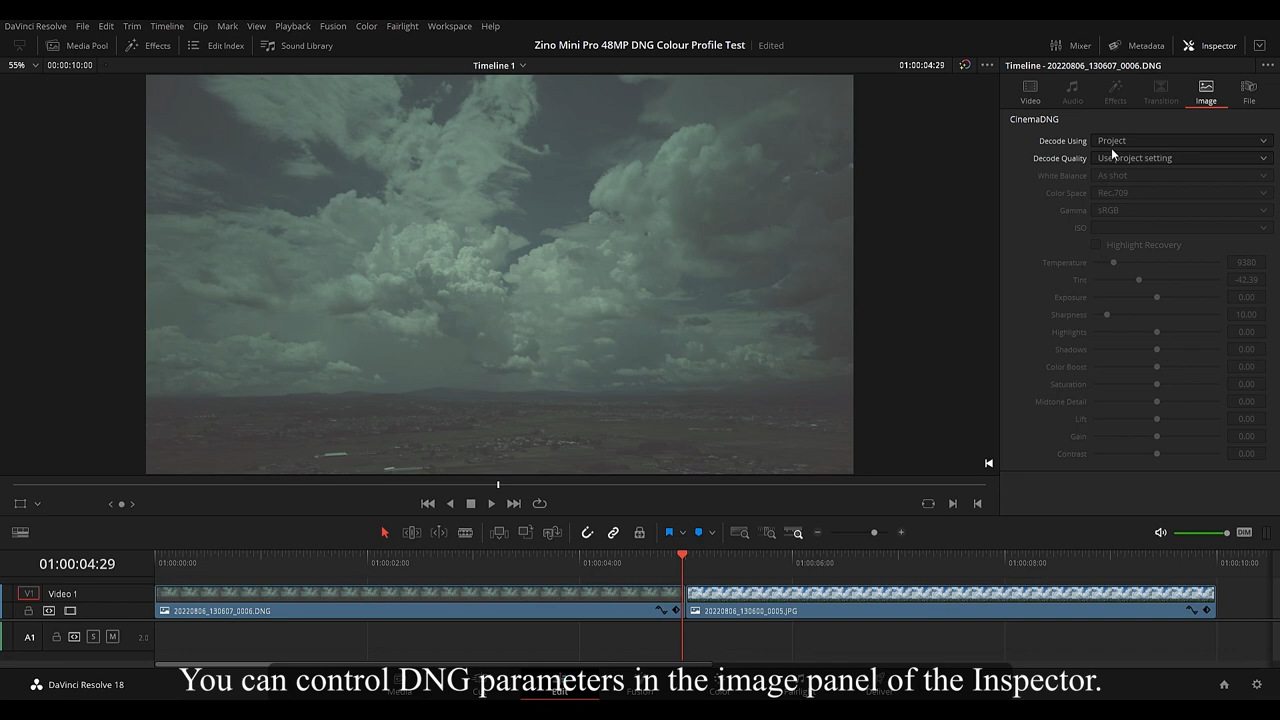 DaVinci Resolve File Edit Trim Timeline Clip Mark View Playback Fusion Color Fairlight Workspace Help
Media Pool Effects Edit Index Sound Library Zino Mini Pro 48MP DNG Colour Profile Test Edited Mixer Metadata Inspector
55% 00:00:10:00 Timeline 1 01:00:04:29 Timeline - 20220806_130607_0006.DNG
Video Audio Effects Transition Image File
CinemaDNG
Decode Using Project
Decode Quality Use project setting
White Balance As shot
Color Space Rec.709
Gamma sRGB
ISO
Highlight Recovery
Temperature 9380
Tint -42.39
Exposure 0.00
Sharpness 10.00
Highlights 0.00
Shadows 0.00
Color Boost 0.00
Saturation 0.00
Midtone Detail 0.00
Lift 0.00
Gain 0.00
Contrast 0.00
DIM
01:00:04:29 01:00:00:00 01:00:02:00 01:00:04:00 01:00:06:00 01:00:08:00 01:00:10:00
V1 Video 1
20220806_130607_0006.DNG 20220806_130600_0005.JPG
A1 S M 2.0
DaVinci Resolve 18 Edit
You can control DNG parameters in the image panel of the Inspector.